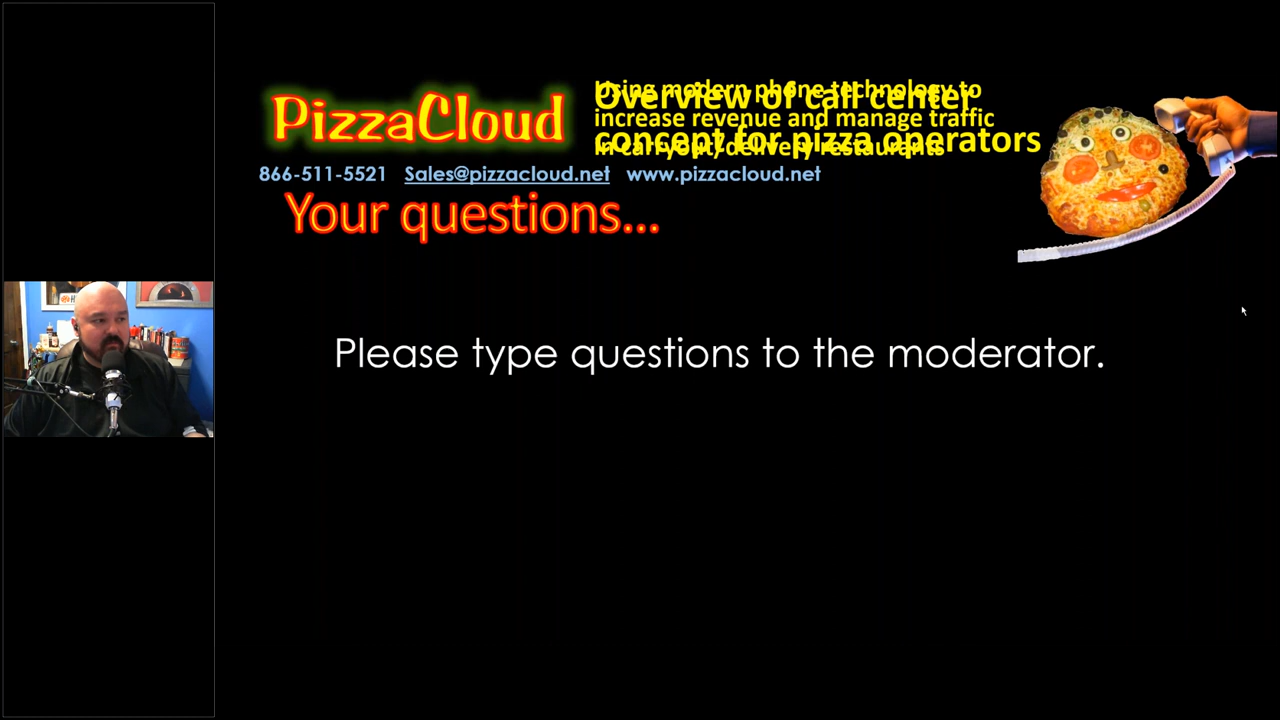 PizzaCloud
Using modern phone technology to
Overview of call center
increase revenue and manage traffic
concept for pizza operators
in carryout/delivery restaurants
866-511-5521 Sales@pizzacloud.net www.pizzacloud.net
Your questions...
Please type questions to the moderator.